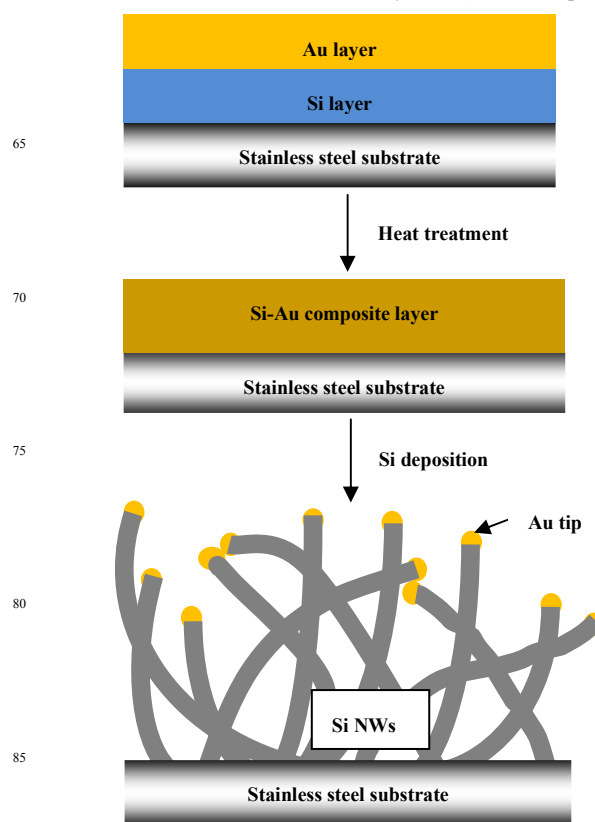 Au layer
Si layer
65
Stainless steel substrate
Heat treatment
70
Si-Au composite layer
Stainless steel substrate
75
Si deposition
Au tip
80
Si NWs
85
Stainless steel substrate